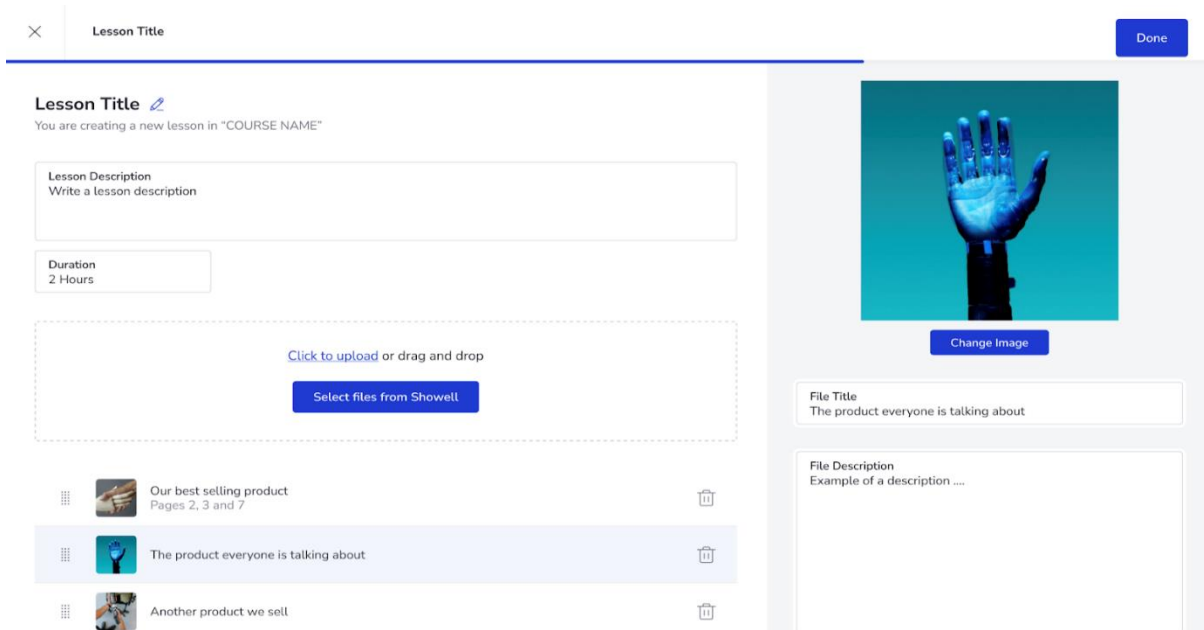 Lesson Title
Done
Lesson Title
You are creating a new lesson in “COURSE NAME”
Lesson Description
Write a lesson description
Duration
2 Hours
Click to upload or drag and drop
Select files from Showell
Our best selling product
Pages 2, 3 and 7
The product everyone is talking about
Another product we sell
Change Image
File Title
The product everyone is talking about
File Description
Example of a description ....